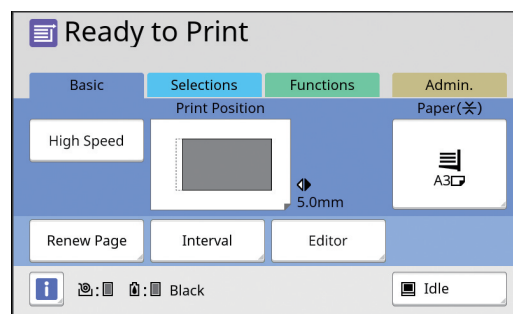 Ready to Print
Basic Selections Functions Admin.
Print Position Paper(⚹)
High Speed
A3
5.0mm
Renew Page Interval Editor
i : : Black Idle